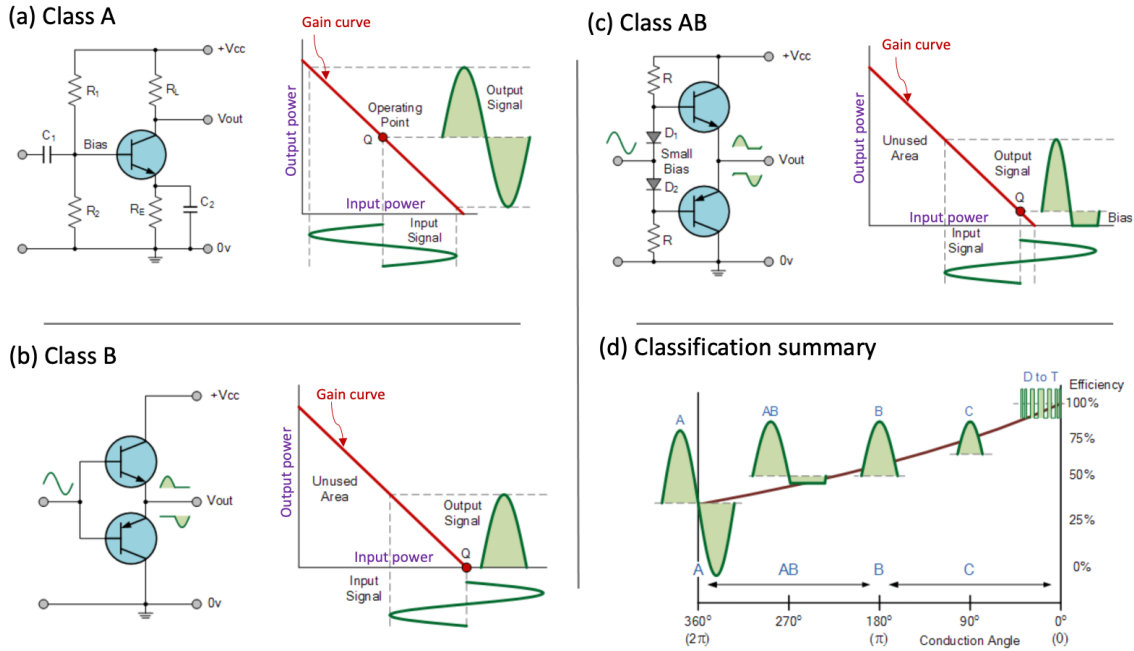 (a) Class A
Gain curve
+Vcc
R1
RL
Vout
C1
Bias
R2
RE
C2
0v
Output power
Operating
Point
Q
Output
Signal
Input power
Input
Signal
(b) Class B
Gain curve
+Vcc
Vout
0v
Output power
Unused
Area
Output
Signal
Q
Input power
Input
Signal
(c) Class AB
Gain curve
+Vcc
R
D1
Small
Bias
D2
Vout
R
0v
Output power
Unused
Area
Output
Signal
Q
Input power
Bias
Input
Signal
(d) Classification summary
D to T
Efficiency
A
AB
B
C
100%
75%
50%
25%
0%
A
AB
B
C
360°
270°
180°
90°
0°
(2π)
(π)
Conduction Angle
(0)